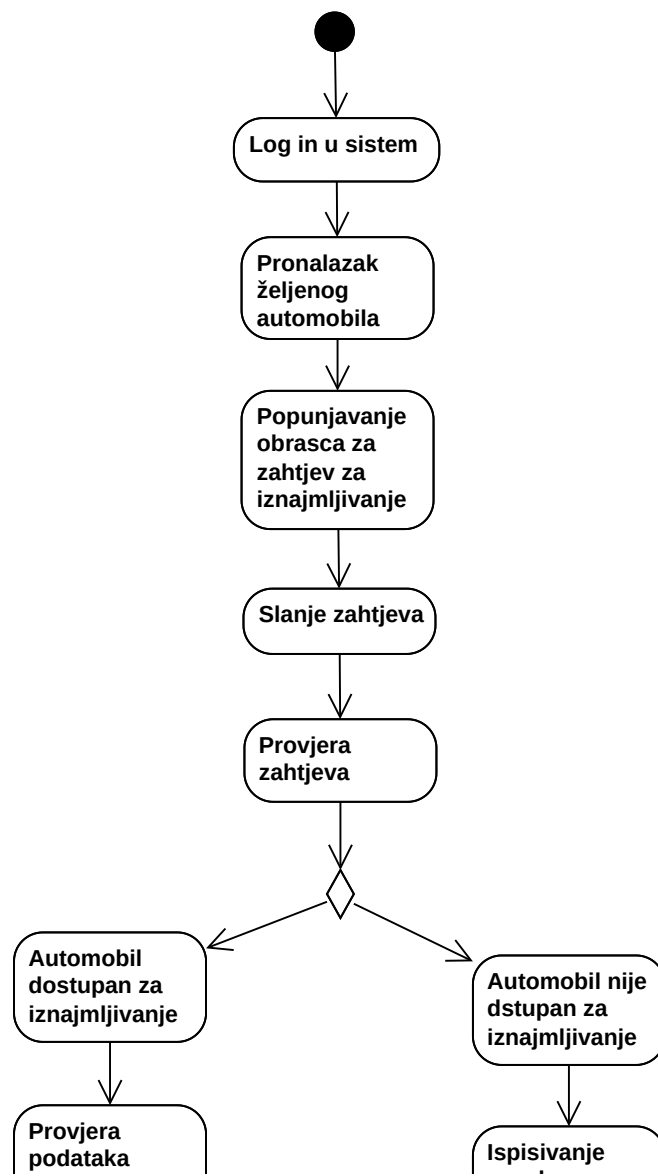 Log in u sistem
Pronalazak
željenog
automobila
Popunjavanje
obrasca za
zahtjev za
iznajmljivanje
Slanje zahtjeva
Provjera
zahtjeva
Automobil
dostupan za
iznajmljivanje
Automobil nije
dstupan za
iznajmljivanje
Provjera
podataka
Ispisivanje